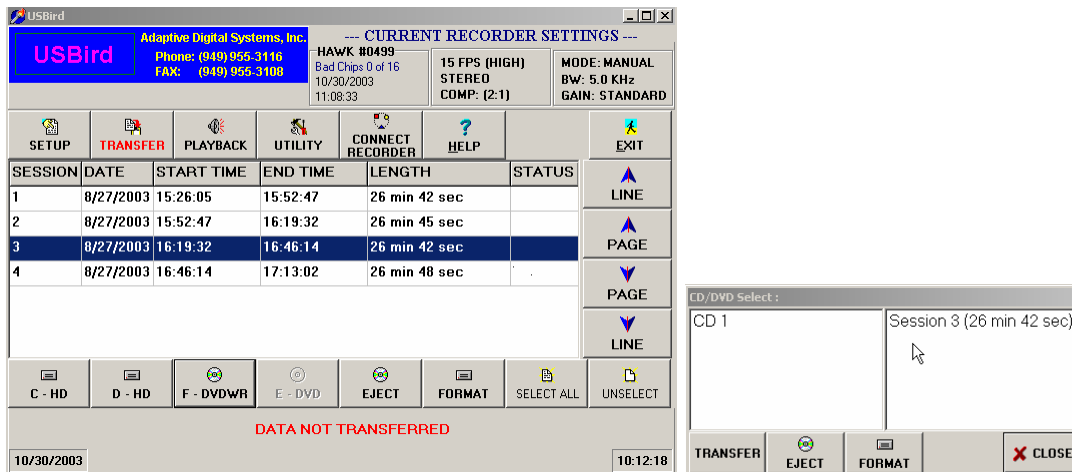 USBird
USBird
Adaptive Digital Systems, Inc.
Phone: (949) 955-3116
FAX: (949) 955-3108
--- CURRENT RECORDER SETTINGS ---
HAWK #0499
Bad Chips 0 of 16
10/30/2003
11:08:33
15 FPS (HIGH)
STEREO
COMP: (2:1)
MODE: MANUAL
BW: 5.0 KHz
GAIN: STANDARD
SETUP TRANSFER PLAYBACK UTILITY CONNECT RECORDER HELP EXIT
SESSION DATE START TIME END TIME LENGTH STATUS
1 8/27/2003 15:26:05 15:52:47 26 min 42 sec
2 8/27/2003 15:52:47 16:19:32 26 min 45 sec
3 8/27/2003 16:19:32 16:46:14 26 min 42 sec
4 8/27/2003 16:46:14 17:13:02 26 min 48 sec
LINE
PAGE
PAGE
LINE
C - HD D - HD F - DVDWR E - DVD EJECT FORMAT SELECT ALL UNSELECT
DATA NOT TRANSFERRED
10/30/2003 10:12:18
CD/DVD Select :
CD 1 Session 3 (26 min 42 sec)
TRANSFER EJECT FORMAT CLOSE